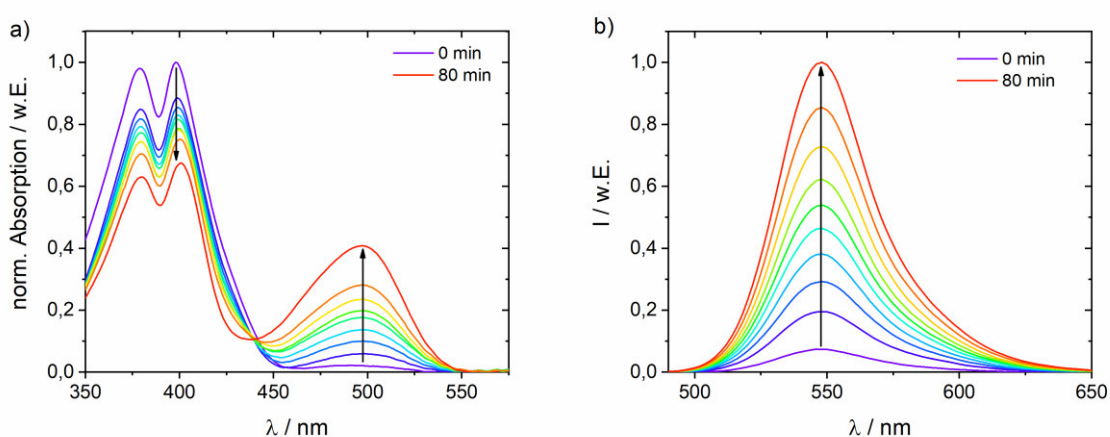 a)
norm. Absorption / w.E.
1,0
0,8
0,6
0,4
0,2
0,0
350 400 450 500 550
λ / nm
0 min
80 min
b)
I / w.E.
1,0
0,8
0,6
0,4
0,2
0,0
500 550 600 650
λ / nm
0 min
80 min